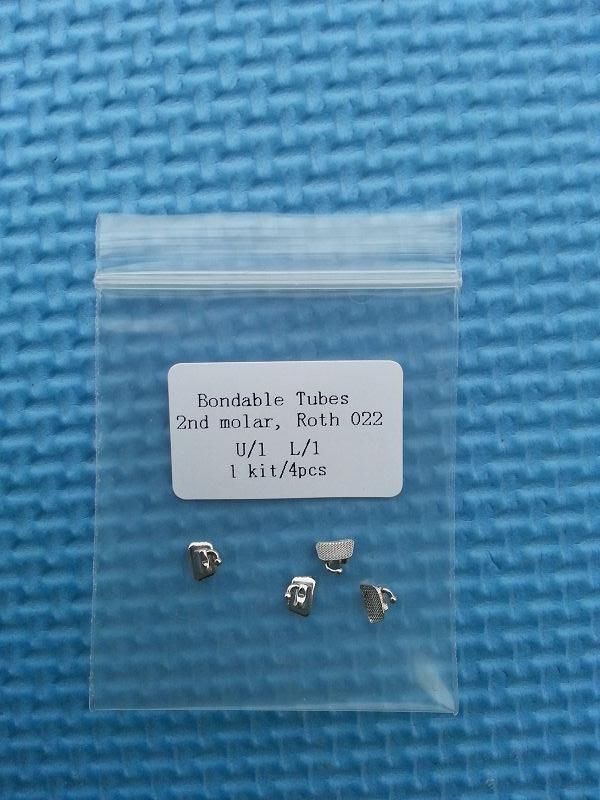 Bondable Tubes
2nd molar, Roth 022
U/1 L/1
1 kit/4pcs